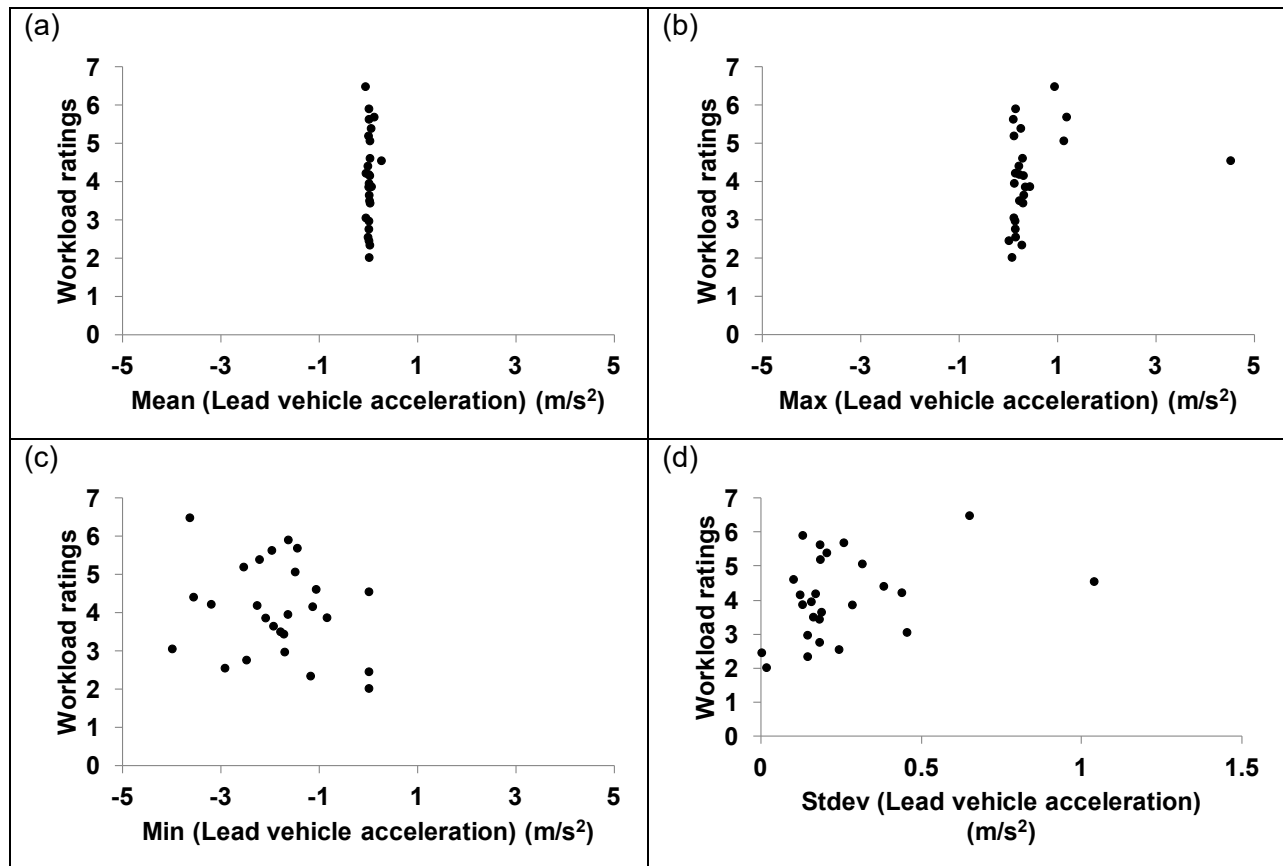 (a)
7
6
5
4
3
2
1
0
Workload ratings
-5 -3 -1 1 3 5
Mean (Lead vehicle acceleration) (m/s²)
(b)
7
6
5
4
3
2
1
0
Workload ratings
-5 -3 -1 1 3 5
Max (Lead vehicle acceleration) (m/s²)
(c)
7
6
5
4
3
2
1
0
Workload ratings
-5 -3 -1 1 3 5
Min (Lead vehicle acceleration) (m/s²)
(d)
7
6
5
4
3
2
1
0
Workload ratings
0 0.5 1 1.5
Stdev (Lead vehicle acceleration)
(m/s²)